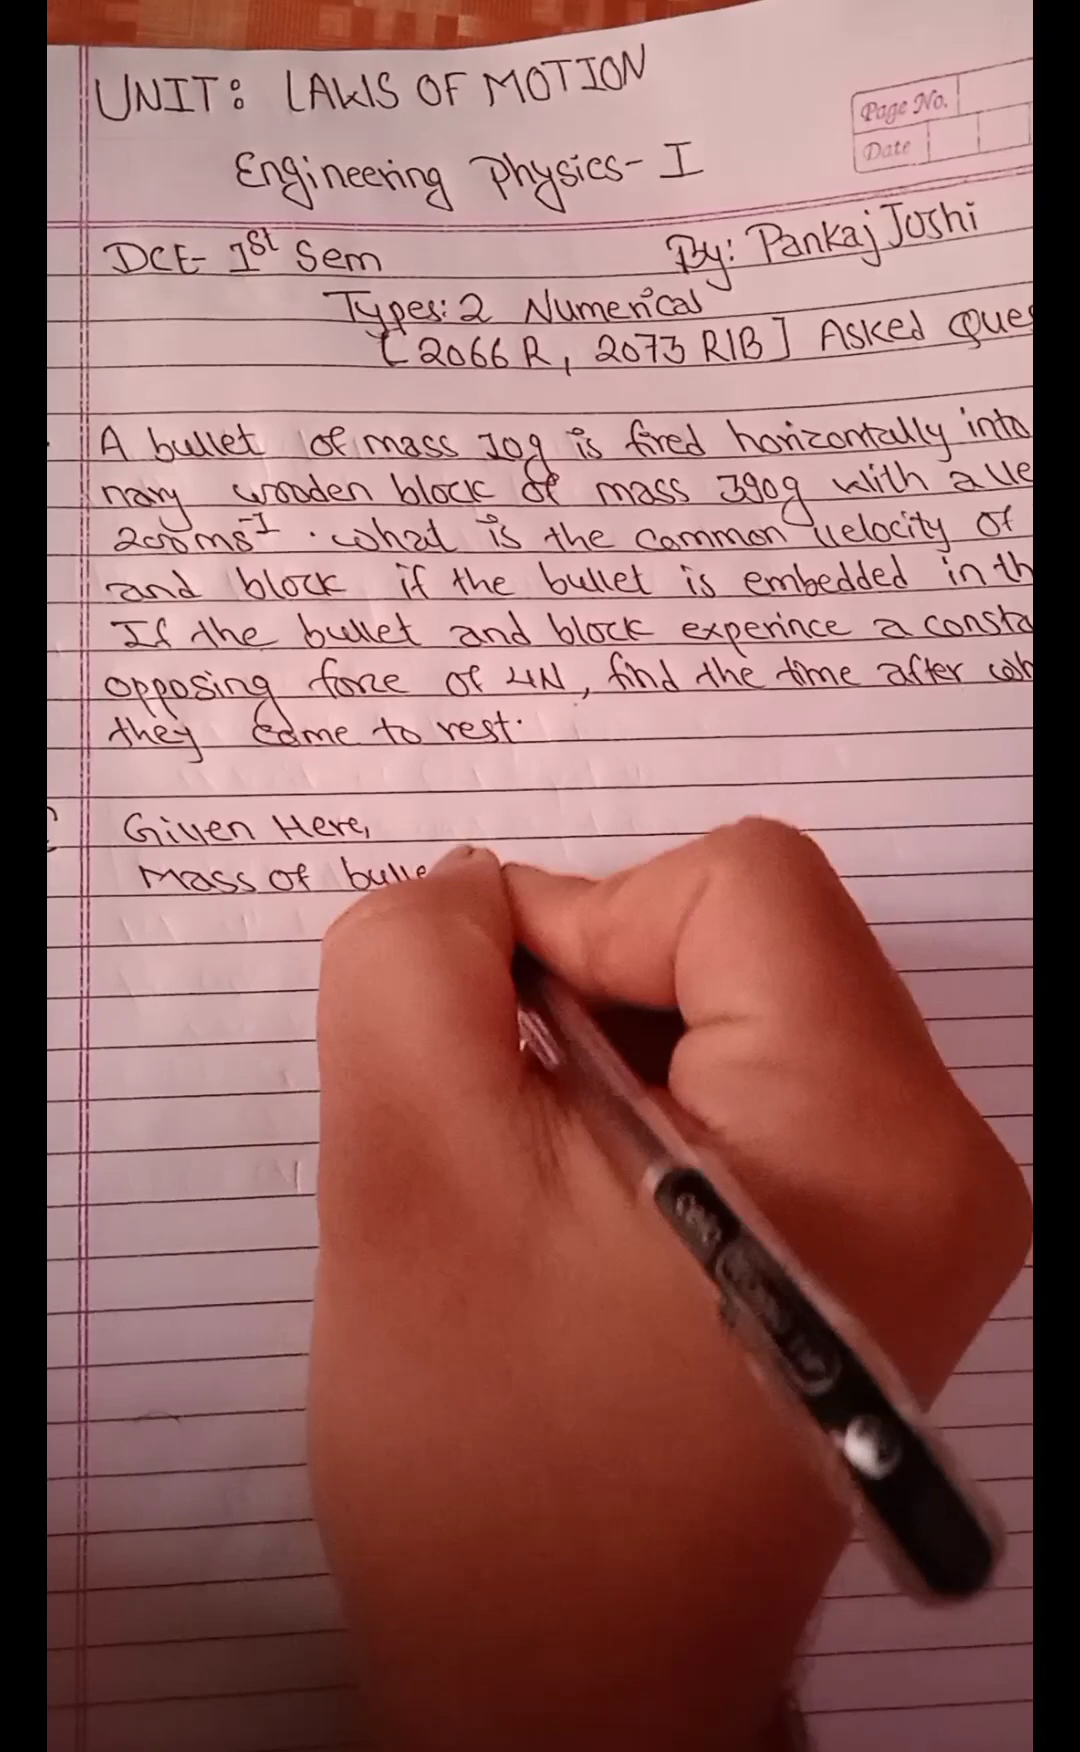 UNIT: LAWS OF MOTION
Page No.
Date
Engineering Physics-I
DCE- 1st Sem
By: Pankaj Joshi
Types: 2 Numerical
[2066 R, 2073 R/B] Asked Ques
A bullet of mass 10g is fired horizontally into
nary wooden block of mass 390g with a ve
200ms-1. what is the common velocity of
and block if the bullet is embedded in th
If the bullet and block experince a consta
opposing force of 4N, find the time after wh
they come to rest.
Given Here,
Mass of bulle